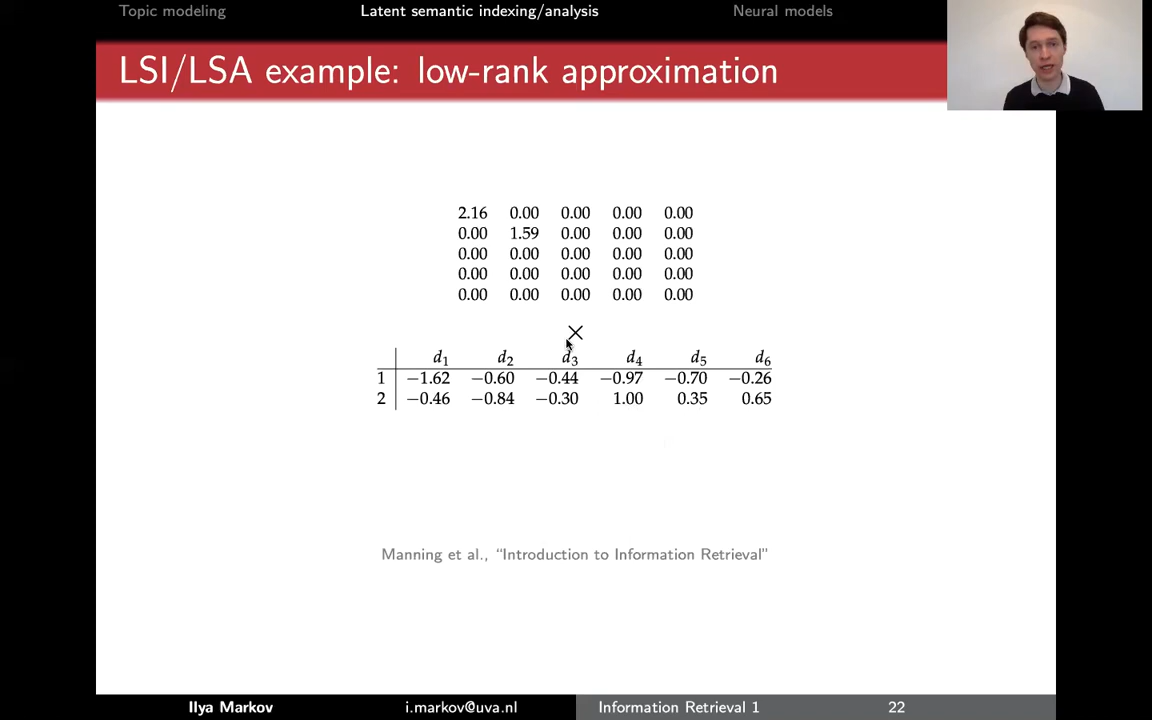 Topic modeling Latent semantic indexing/analysis Neural models
LSI/LSA example: low-rank approximation
2.16 0.00 0.00 0.00 0.00
0.00 1.59 0.00 0.00 0.00
0.00 0.00 0.00 0.00 0.00
0.00 0.00 0.00 0.00 0.00
0.00 0.00 0.00 0.00 0.00
×
d1 d2 d3 d4 d5 d6
1 −1.62 −0.60 −0.44 −0.97 −0.70 −0.26
2 −0.46 −0.84 −0.30 1.00 0.35 0.65
Manning et al., “Introduction to Information Retrieval”
Ilya Markov i.markov@uva.nl Information Retrieval 1 22